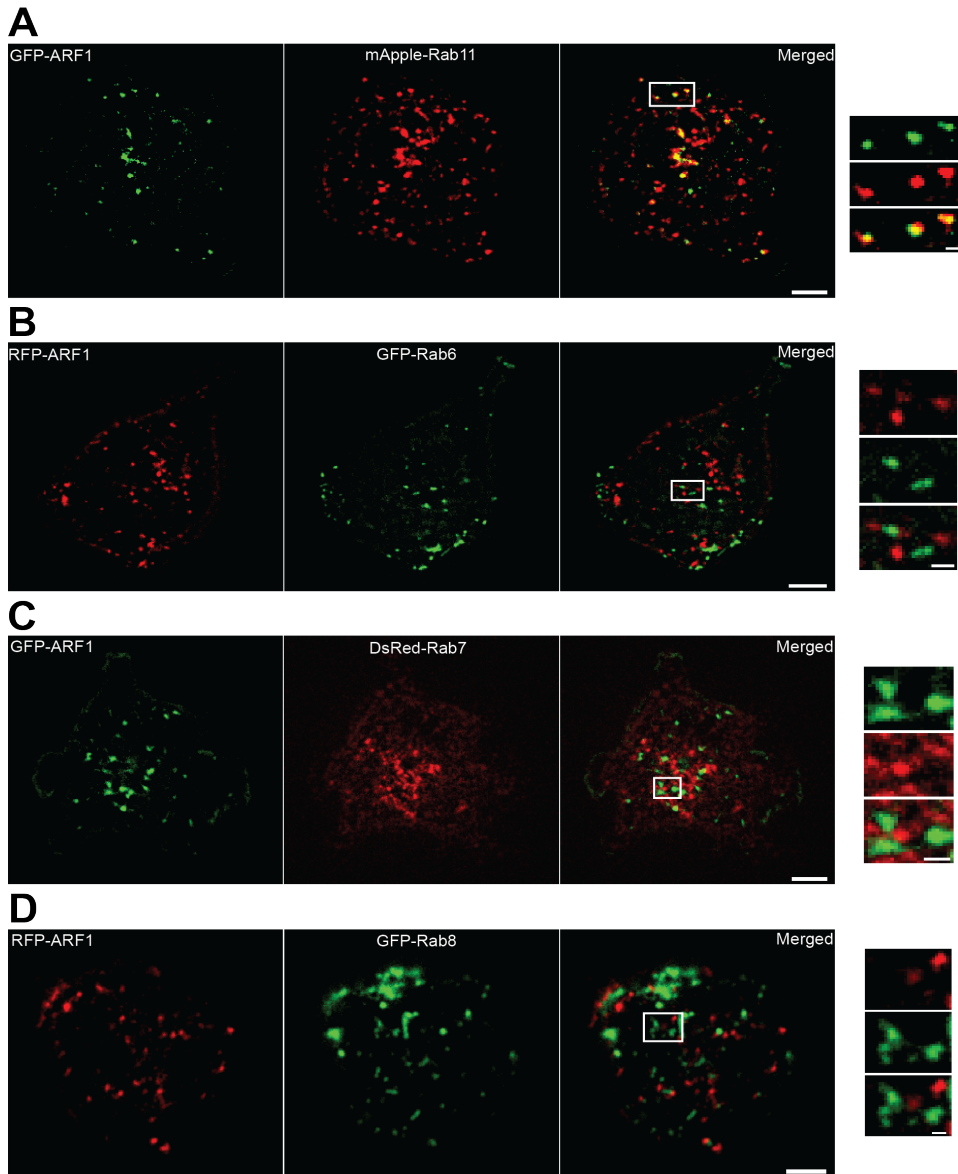 A
GFP-ARF1 mApple-Rab11 Merged
B
RFP-ARF1 GFP-Rab6 Merged
C
GFP-ARF1 DsRed-Rab7 Merged
D
RFP-ARF1 GFP-Rab8 Merged